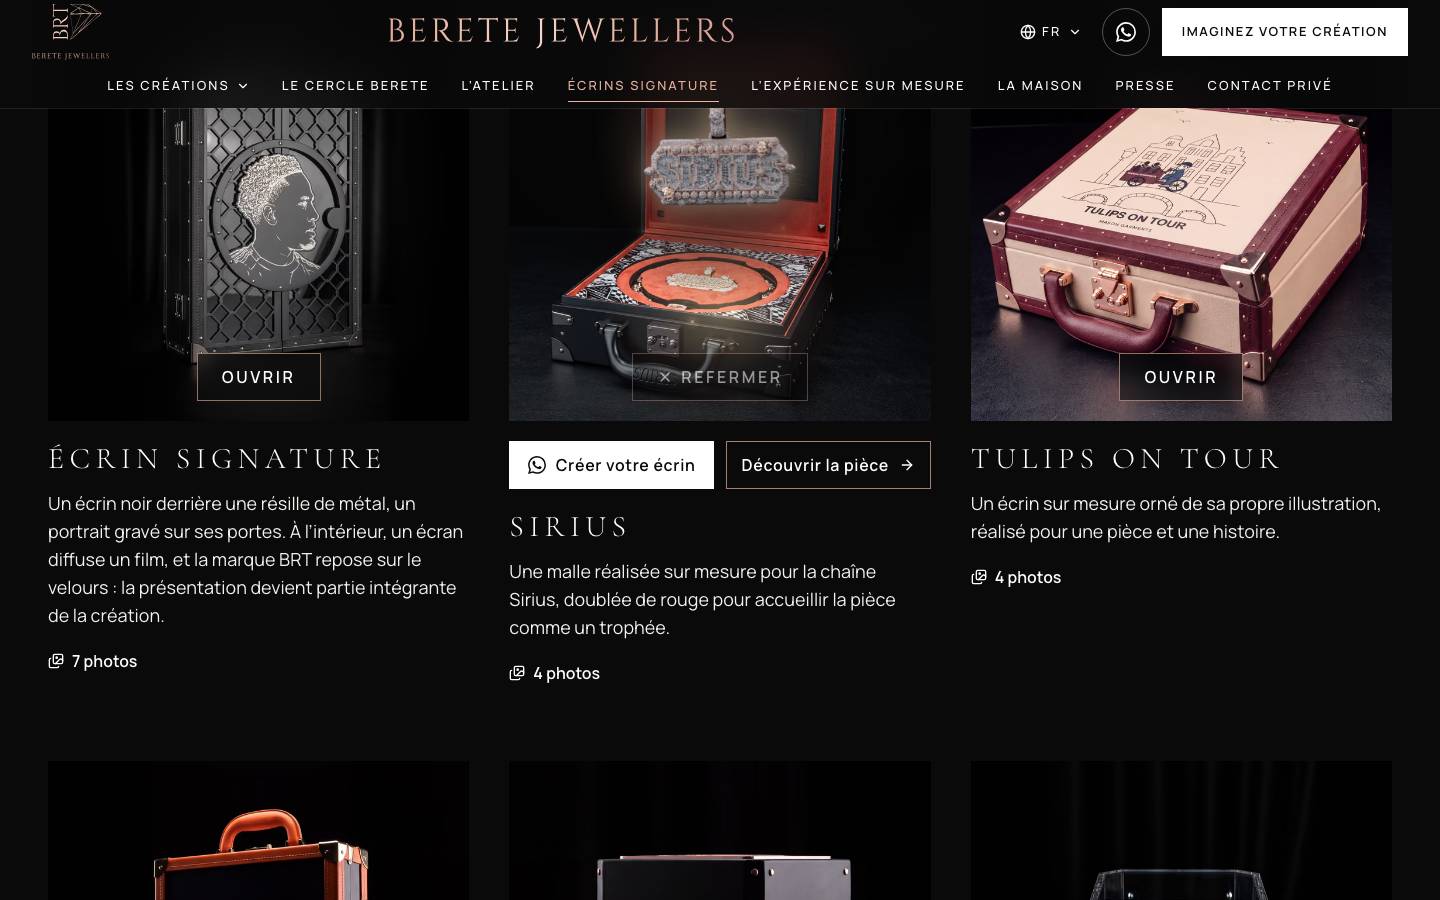 BRT
BERETE JEWELLERS
BERETE JEWELLERS
FR
IMAGINEZ VOTRE CRÉATION
LES CRÉATIONS
LE CERCLE BERETE
L'ATELIER
ÉCRINS SIGNATURE
L'EXPÉRIENCE SUR MESURE
LA MAISON
PRESSE
CONTACT PRIVÉ
SIRIUS
TULIPS ON TOUR
MAISON GARMENTS
OUVRIR
× REFERMER
OUVRIR
ÉCRIN SIGNATURE
Un écrin noir derrière une résille de métal, un
portrait gravé sur ses portes. À l’intérieur, un écran
diffuse un film, et la marque BRT repose sur le
velours : la présentation devient partie intégrante
de la création.
7 photos
Créer votre écrin
Découvrir la pièce →
SIRIUS
Une malle réalisée sur mesure pour la chaîne
Sirius, doublée de rouge pour accueillir la pièce
comme un trophée.
4 photos
TULIPS ON TOUR
Un écrin sur mesure orné de sa propre illustration,
réalisé pour une pièce et une histoire.
4 photos